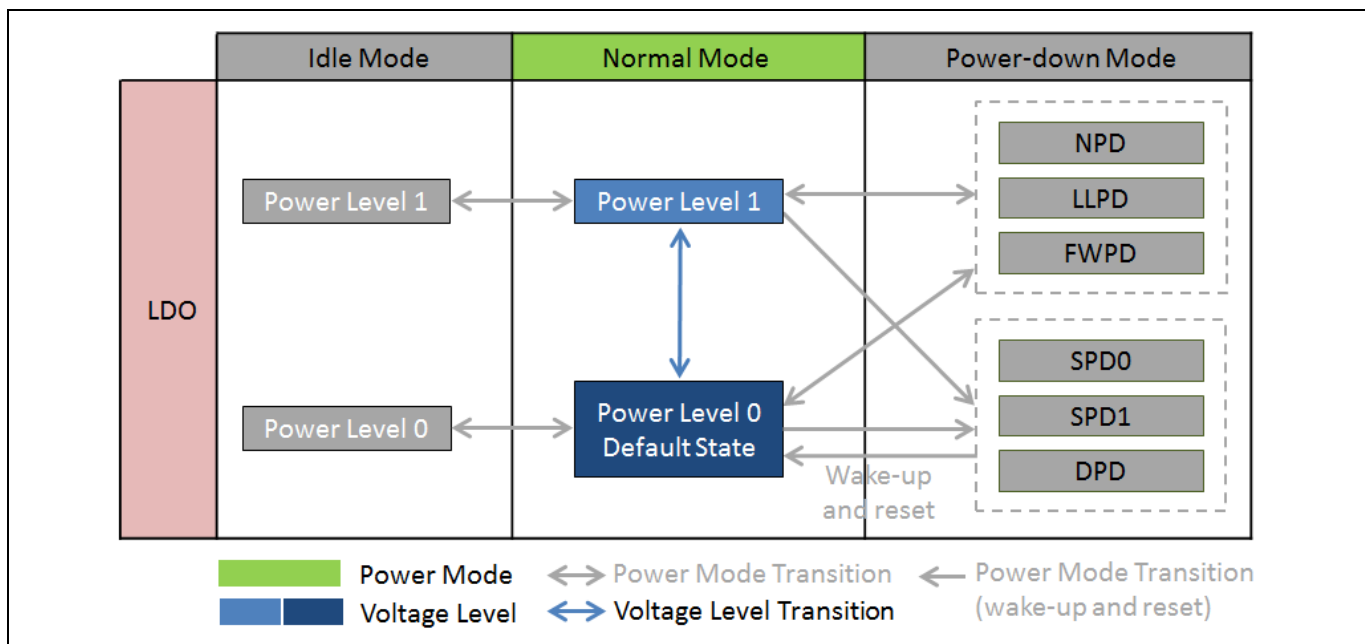 Idle Mode
Normal Mode
Power-down Mode
LDO
Power Level 1
Power Level 1
NPD
LLPD
FWPD
Power Level 0
Power Level 0
Default State
SPD0
SPD1
DPD
Wake-up
and reset
Power Mode
Power Mode Transition
Power Mode Transition
(wake-up and reset)
Voltage Level
Voltage Level Transition